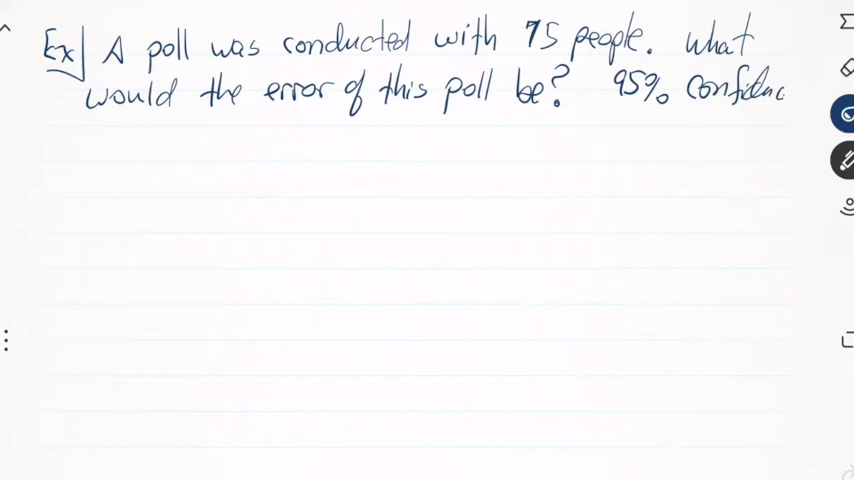 Ex| A poll was conducted with 75 people. What
would the error of this poll be? 95% confidenc